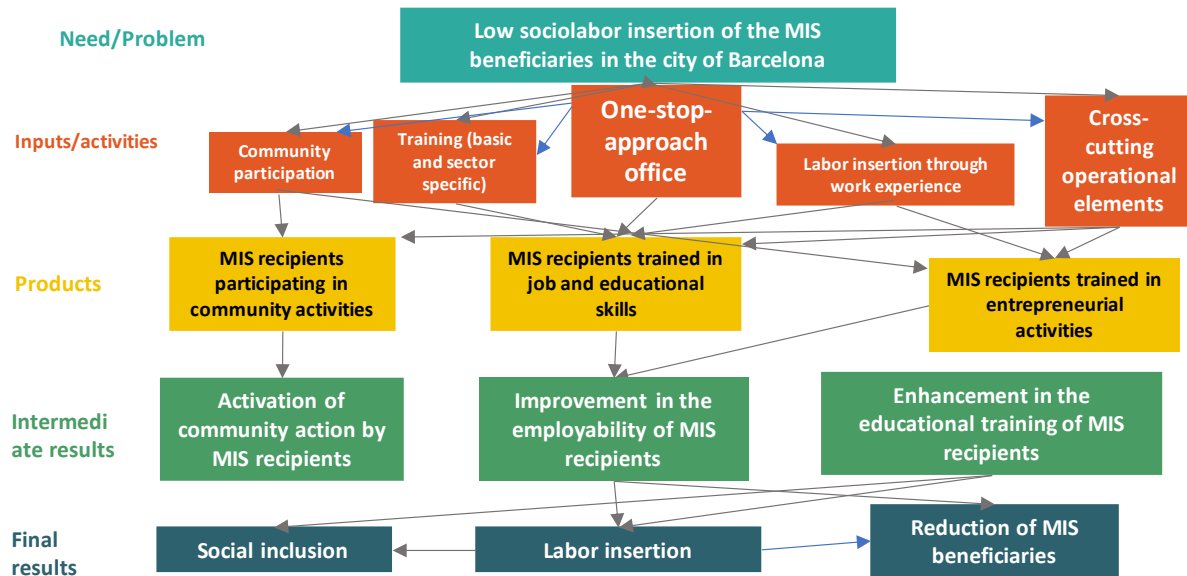 Need/Problem
Low sociolabor insertion of the MIS
beneficiaries in the city of Barcelona
Inputs/activities
Community
participation
Training (basic
and sector
specific)
One-stop-
approach
office
Labor insertion through
work experience
Cross-
cutting
operational
elements
Products
MIS recipients
participating in
community activities
MIS recipients trained in
job and educational
skills
MIS recipients trained in
entrepreneurial
activities
Intermedi
ate results
Activation of
community action by
MIS recipients
Improvement in the
employability of MIS
recipients
Enhancement in the
educational training of MIS
recipients
Final
results
Social inclusion
Labor insertion
Reduction of MIS
beneficiaries